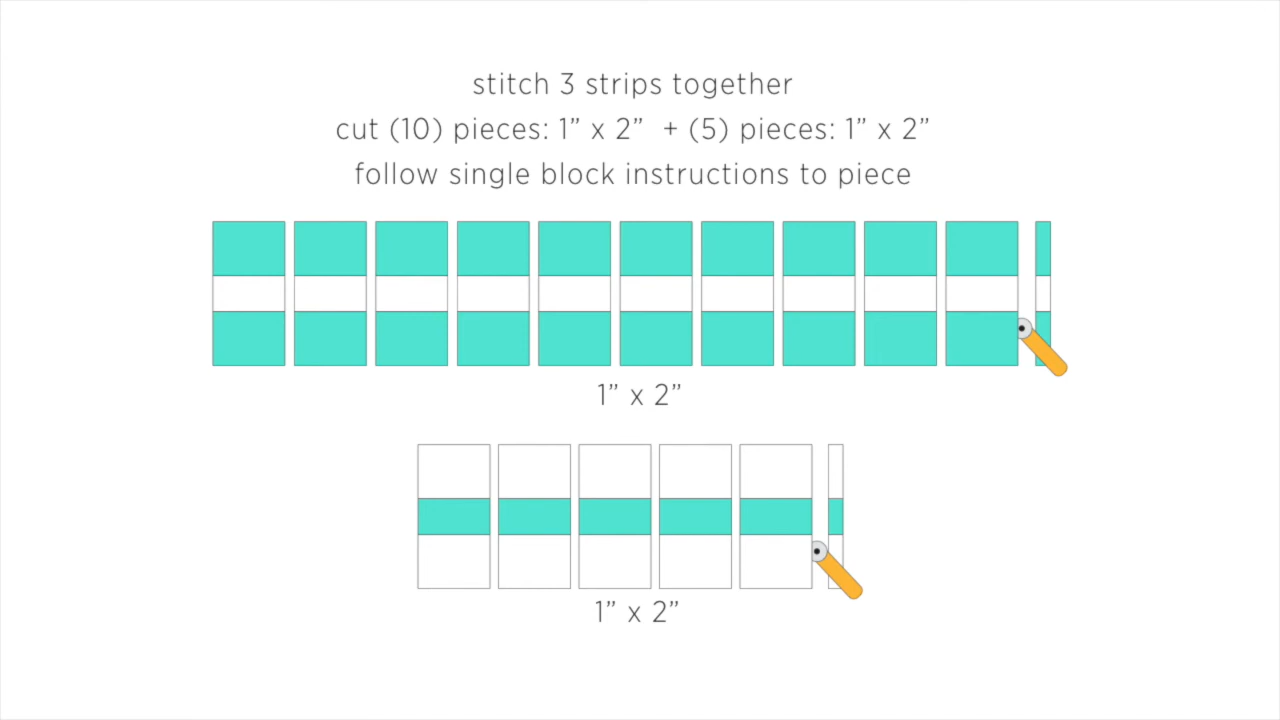 stitch 3 strips together
cut (10) pieces: 1” x 2” + (5) pieces: 1” x 2”
follow single block instructions to piece
1” x 2”
1” x 2”